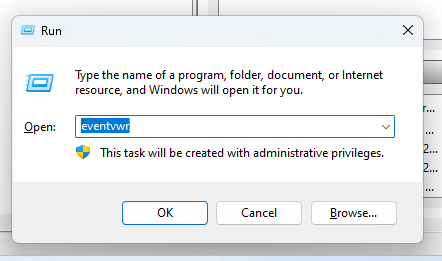 Run
Type the name of a program, folder, document, or Internet
resource, and Windows will open it for you.
Open: eventvwr
This task will be created with administrative privileges.
OK Cancel Browse...